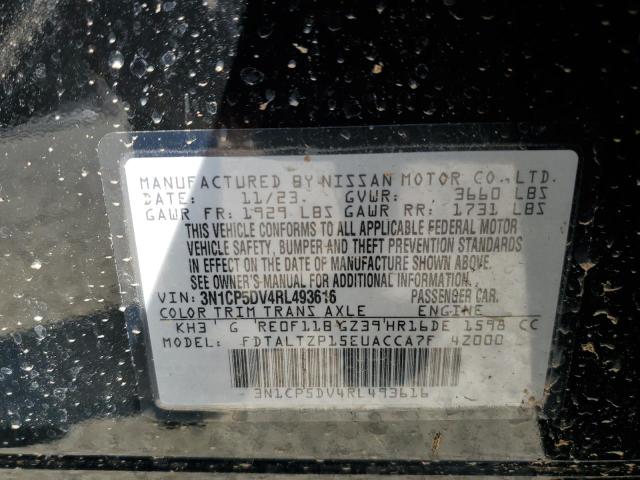 MANUFACTURED BY NISSAN MOTOR CO., LTD.
DATE: 11/23. GVWR: 3660 LBS
GAWR FR: 1929 LBS GAWR RR: 1731 LBS
THIS VEHICLE CONFORMS TO ALL APPLICABLE FEDERAL MOTOR
VEHICLE SAFETY, BUMPER AND THEFT PREVENTION STANDARDS
IN EFFECT ON THE DATE OF MANUFACTURE SHOWN ABOVE.
SEE OWNER'S MANUAL FOR ADDITIONAL INFORMATION.
VIN: 3N1CP5DV4RL493616 PASSENGER CAR.
COLOR TRIM TRANS AXLE ENGINE
KH3 G RE0F11B GZ39 HR16DE 1598 CC
MODEL: FDTALTZP15EUACCA7F 42000
3N1CP5DV4RL493616